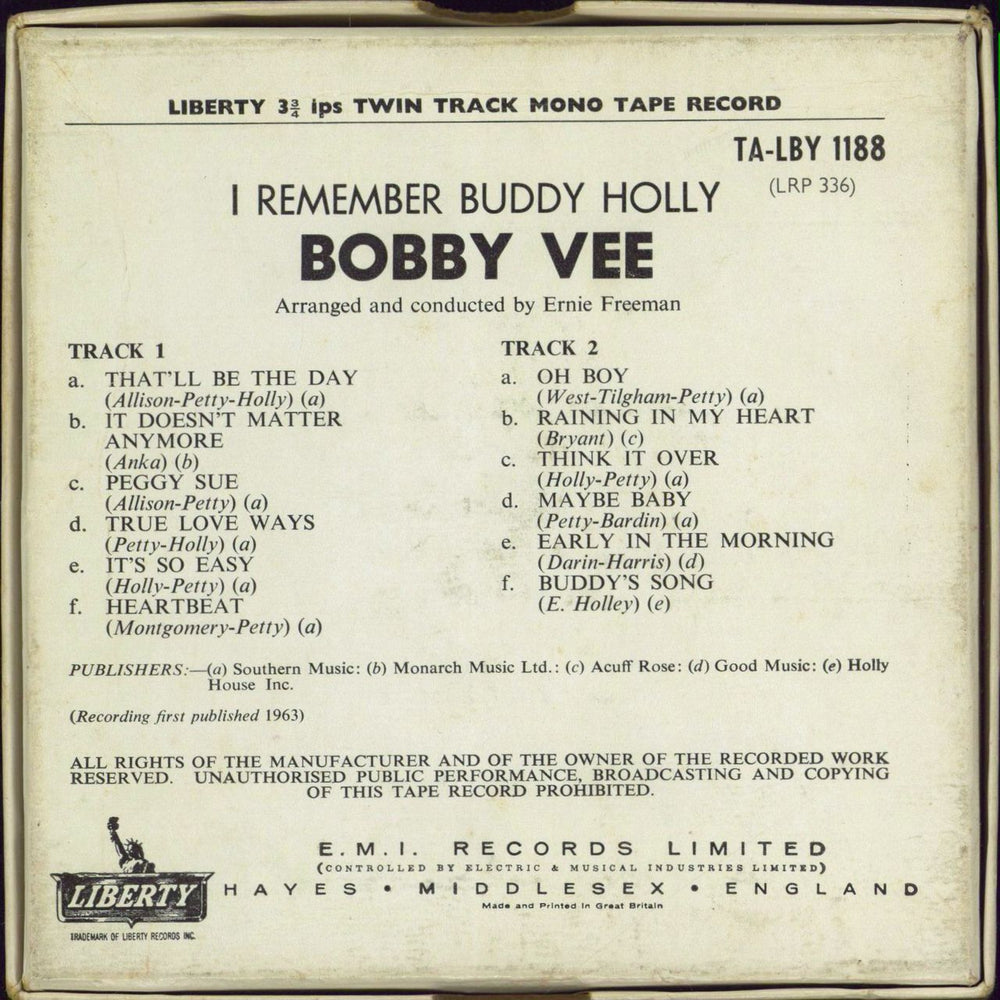 LIBERTY 3¾ ips TWIN TRACK MONO TAPE RECORD
TA-LBY 1188
(LRP 336)
I REMEMBER BUDDY HOLLY
BOBBY VEE
Arranged and conducted by Ernie Freeman
TRACK 1
a. THAT'LL BE THE DAY
(Allison-Petty-Holly) (a)
b. IT DOESN'T MATTER
ANYMORE
(Anka) (b)
c. PEGGY SUE
(Allison-Petty) (a)
d. TRUE LOVE WAYS
(Petty-Holly) (a)
e. IT'S SO EASY
(Holly-Petty) (a)
f. HEARTBEAT
(Montgomery-Petty) (a)
TRACK 2
a. OH BOY
(West-Tilgham-Petty) (a)
b. RAINING IN MY HEART
(Bryant) (c)
c. THINK IT OVER
(Holly-Petty) (a)
d. MAYBE BABY
(Petty-Bardin) (a)
e. EARLY IN THE MORNING
(Darin-Harris) (d)
f. BUDDY'S SONG
(E. Holley) (e)
PUBLISHERS:—(a) Southern Music: (b) Monarch Music Ltd.: (c) Acuff Rose: (d) Good Music: (e) Holly
House Inc.
(Recording first published 1963)
ALL RIGHTS OF THE MANUFACTURER AND OF THE OWNER OF THE RECORDED WORK
RESERVED. UNAUTHORISED PUBLIC PERFORMANCE, BROADCASTING AND COPYING
OF THIS TAPE RECORD PROHIBITED.
E.M.I. RECORDS LIMITED
(CONTROLLED BY ELECTRIC & MUSICAL INDUSTRIES LIMITED)
HAYES • MIDDLESEX • ENGLAND
Made and Printed in Great Britain
LIBERTY
TRADEMARK OF LIBERTY RECORDS INC.